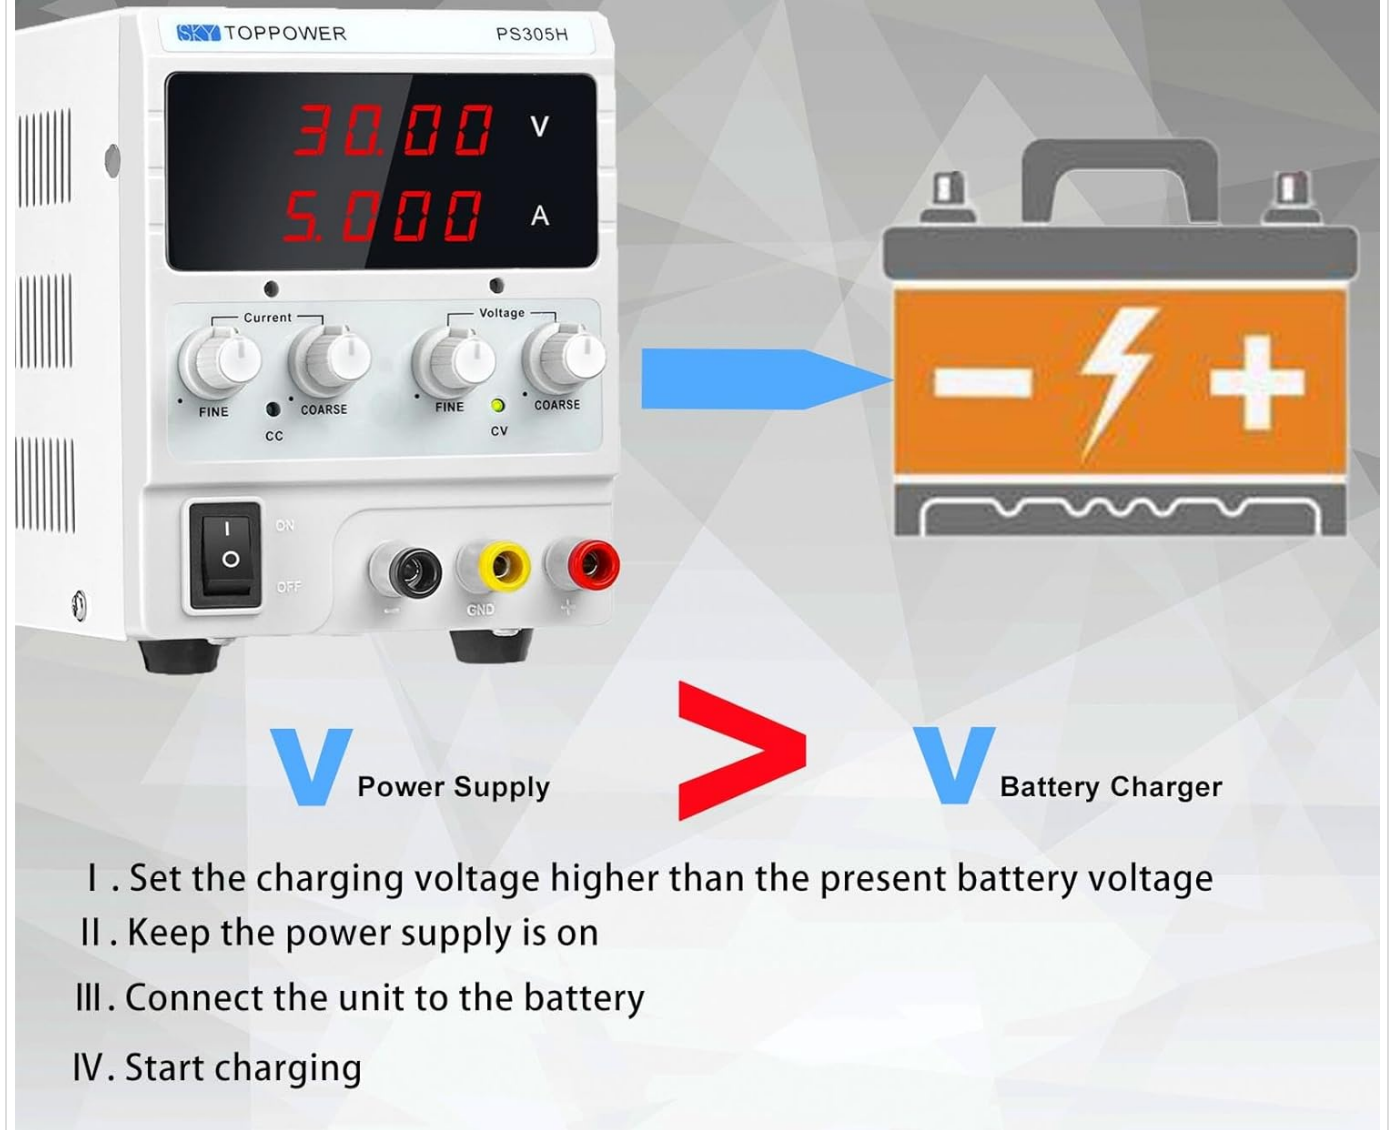 SKY TOPPOWER PS305H
30.00 V
5.000 A
Current Voltage
FINE COARSE FINE COARSE
CC CV
I
O
ON
OFF
- GND +
- +
V Power Supply > V Battery Charger
I. Set the charging voltage higher than the present battery voltage
II. Keep the power supply is on
III. Connect the unit to the battery
IV. Start charging